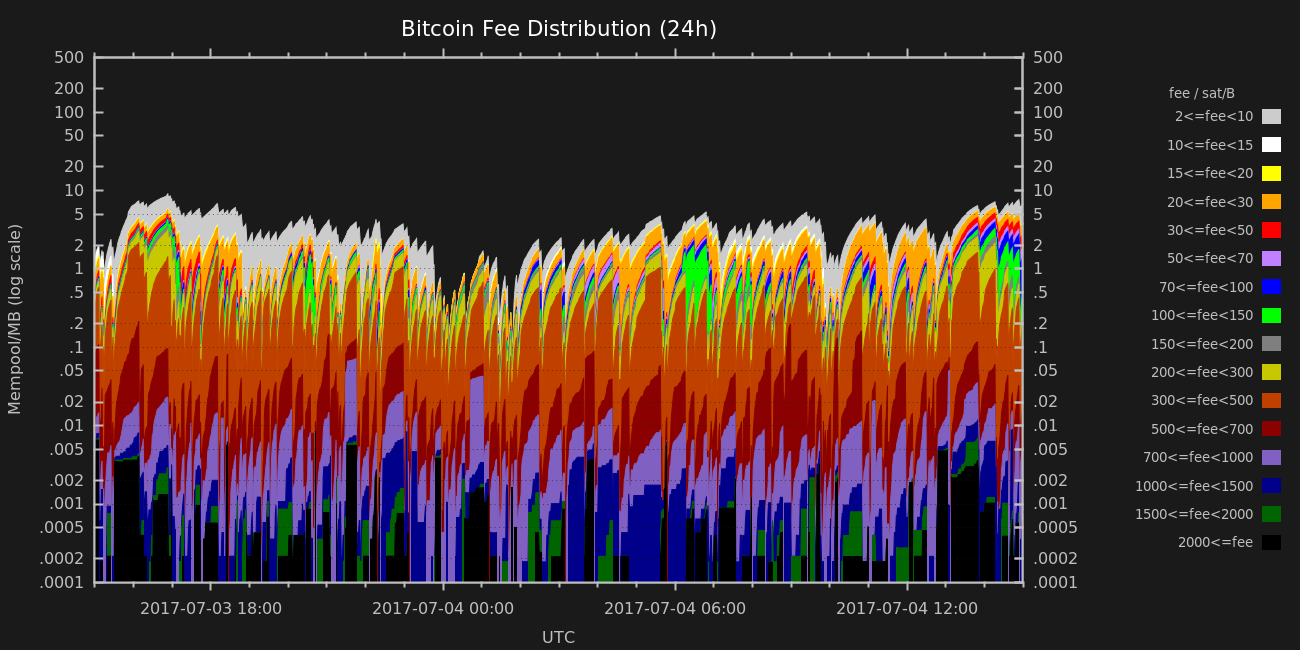 Bitcoin Fee Distribution (24h)
500 500
200 200
100 100
50 50
20 20
10 10
5 5
2 2
1 1
.5 .5
.2 .2
.1 .1
.05 .05
.02 .02
.01 .01
.005 .005
.002 .002
.001 .001
.0005 .0005
.0002 .0002
.0001 .0001
Mempool/MB (log scale)
2017-07-03 18:00 2017-07-04 00:00 2017-07-04 06:00 2017-07-04 12:00
UTC
fee / sat/B
2<=fee<10
10<=fee<15
15<=fee<20
20<=fee<30
30<=fee<50
50<=fee<70
70<=fee<100
100<=fee<150
150<=fee<200
200<=fee<300
300<=fee<500
500<=fee<700
700<=fee<1000
1000<=fee<1500
1500<=fee<2000
2000<=fee